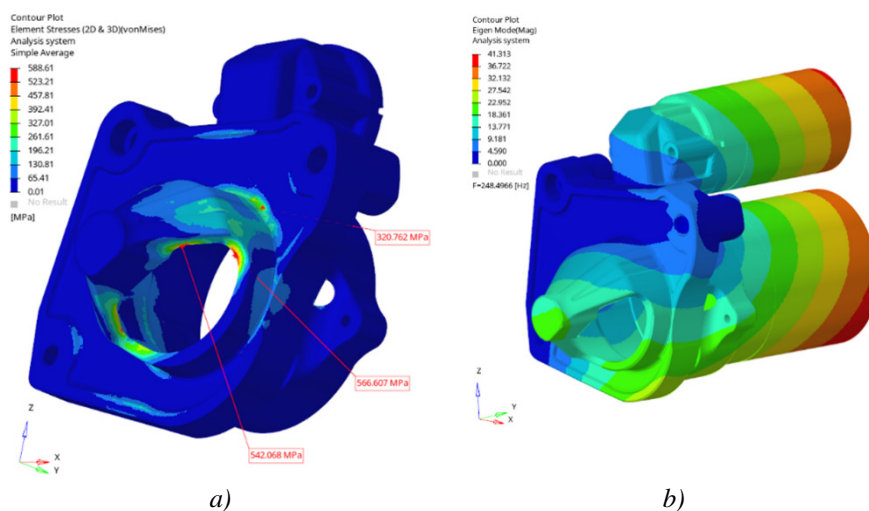 Contour Plot
Element Stresses (2D & 3D)(vonMises)
Analysis system
Simple Average
588.61
523.21
457.81
392.41
327.01
261.61
196.21
130.81
65.41
0.01
No Result
[MPa]
320.762 MPa
566.607 MPa
542.068 MPa
Z
X
Y
a)
Contour Plot
Eigen Mode(Mag)
Analysis system
41.313
36.722
32.132
27.542
22.952
18.361
13.771
9.181
4.590
0.000
No Result
F=248.4966 [Hz]
Z
Y
X
b)